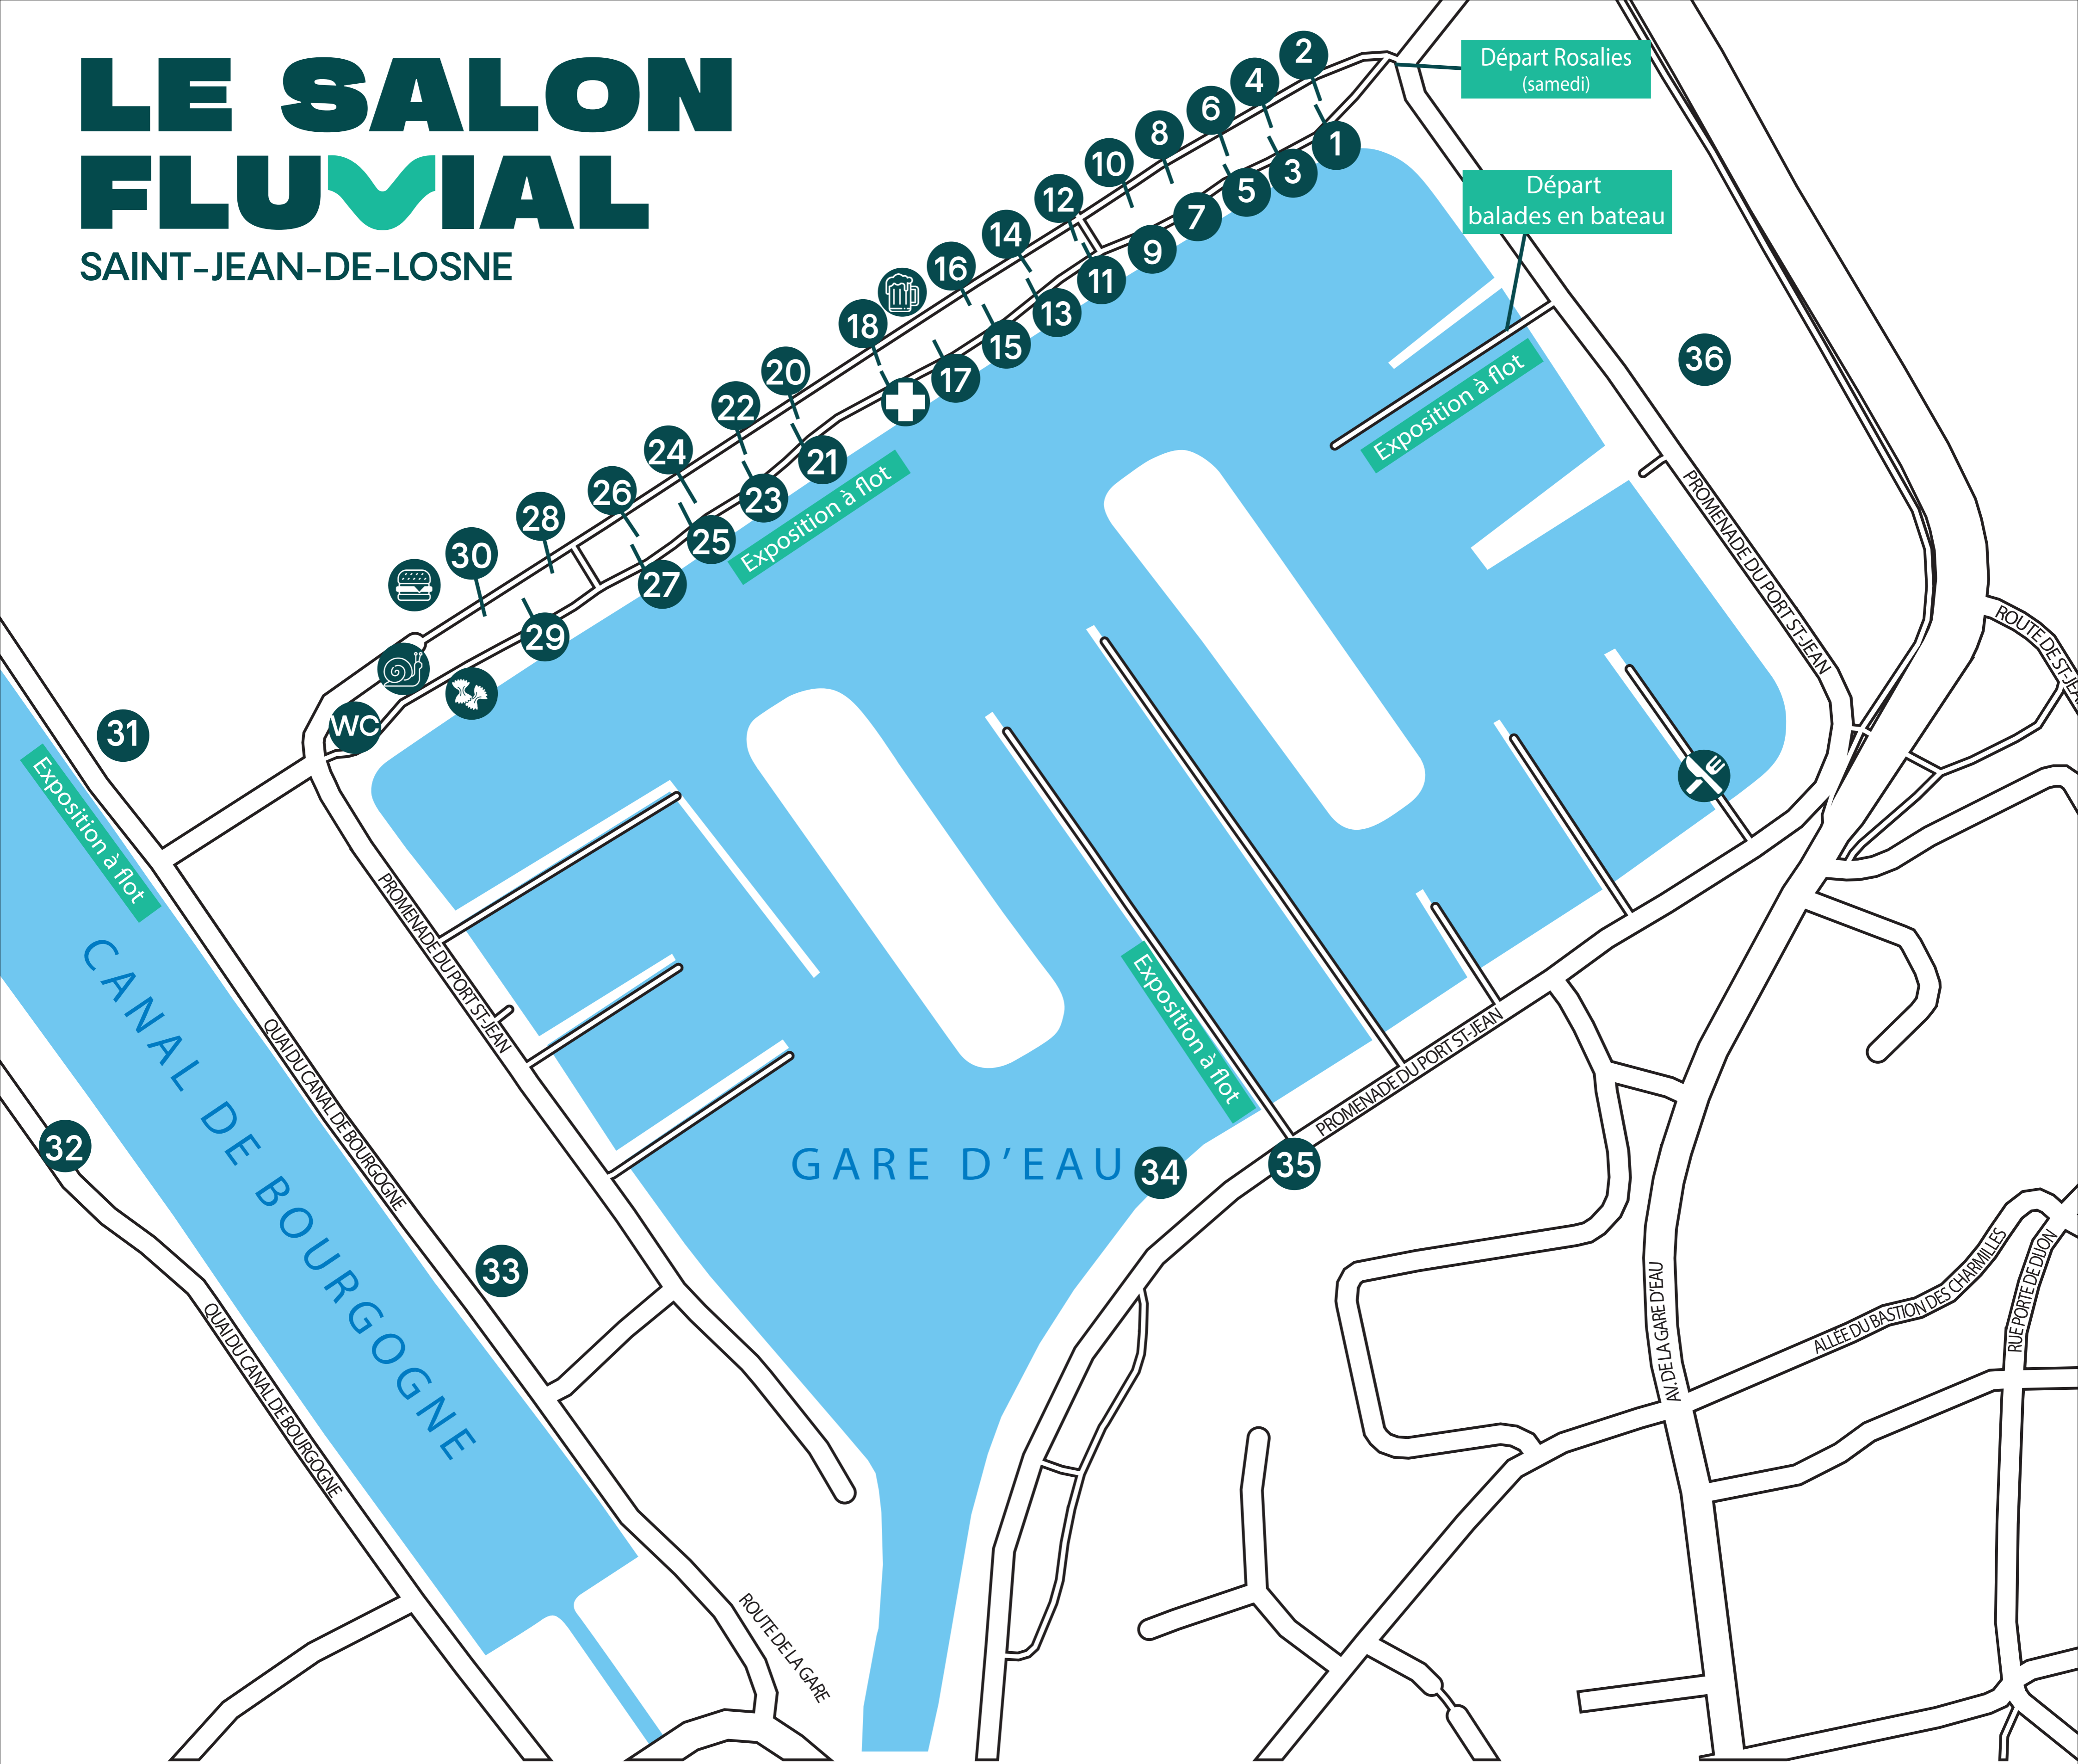 LE SALON
FLUVIAL
SAINT-JEAN-DE-LOSNE
Départ Rosalies
(samedi)
Départ
balades en bateau
2
4
6
1
8
3
10
5
12
7
14
9
16
11
18
13
15
20
17
22
21
24
23
26
25
28
27
30
29
36
Exposition à flot
Exposition à flot
WC
31
Exposition à flot
PROMENADE DU PORT ST-JEAN
ROUTE DE ST-JEA
PROMENADE DU PORT ST-JEAN
CANAL DE BOURGOGNE
QUAI DU CANAL DE BOURGOGNE
Exposition à flot
PROMENADE DU PORT ST-JEAN
32
GARE D'EAU
34
35
33
QUAI DU CANAL DE BOURGOGNE
AV. DE LA GARE D'EAU
ALLÉE DU BASTION DES CHARMILLES
RUE PORTE DE DIJON
ROUTE DE LA GARE